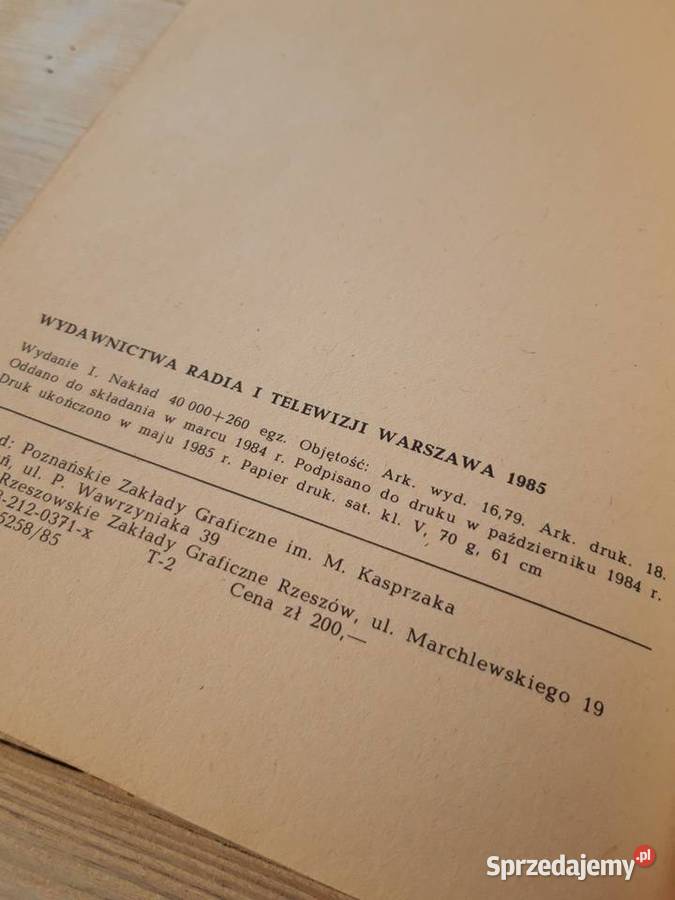 WYDAWNICTWA RADIA I TELEWIZJI WARSZAWA 1985
Wydanie I. Nakład 40 000+260 egz. Objętość: Ark. wyd. 16,79. Ark. druk. 18.
Oddano do składania w marcu 1984 r. Podpisano do druku w październiku 1984 r.
Druk ukończono w maju 1985 r. Papier druk. sat. kl. V, 70 g, 61 cm
d: Poznańskie Zakłady Graficzne im. M. Kasprzaka
ń, ul. P. Wawrzyniaka 39
Rzeszowskie Zakłady Graficzne Rzeszów, ul. Marchlewskiego 19
-212-0371-x
5258/85 T-2 Cena zł 200,—
Sprzedajemy.pl